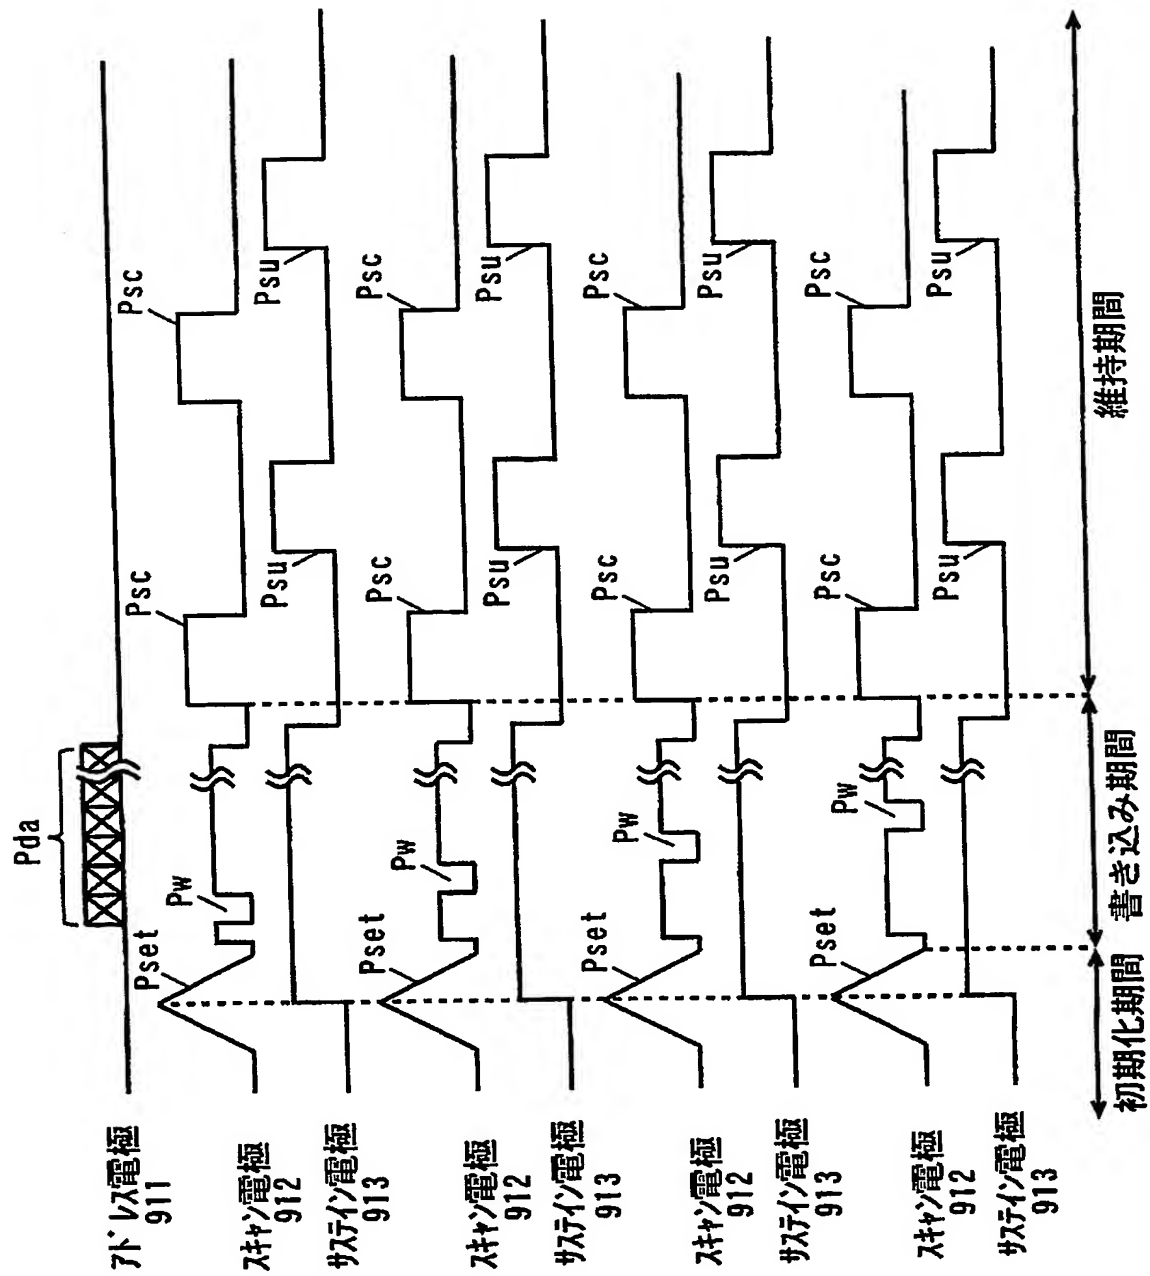 Pda
アドレス電極
911
Pset
Pw
Psc
Psc
スキャン電極
912
Psu
Psu
サステイン電極
913
Pset
Pw
Psc
Psc
スキャン電極
912
Psu
Psu
サステイン電極
913
Pset
Pw
Psc
Psc
スキャン電極
912
Psu
Psu
サステイン電極
913
Pset
Pw
Psc
Psc
スキャン電極
912
Psu
Psu
サステイン電極
913
初期化期間
書き込み期間
維持期間